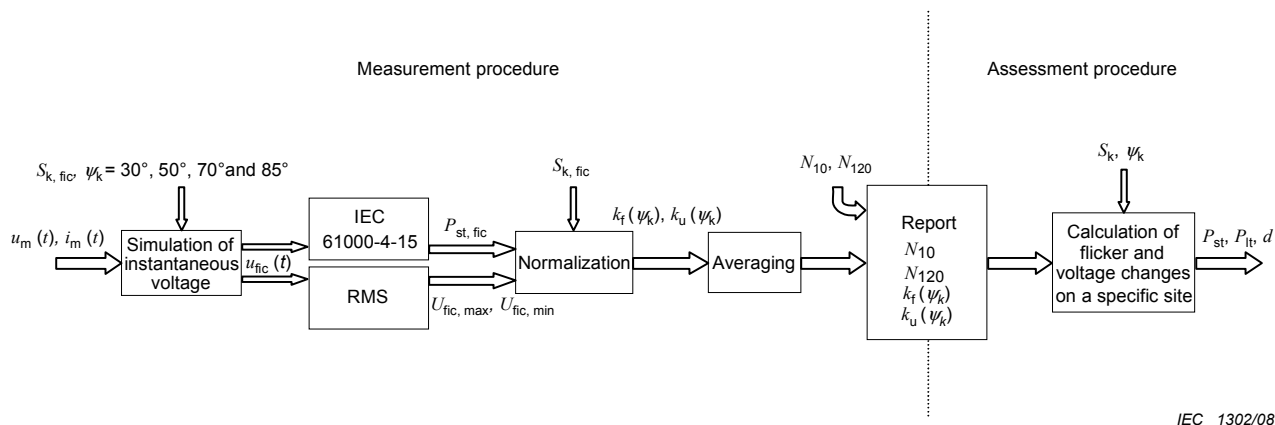 Measurement procedure
Assessment procedure
S_k, fic, ψ_k = 30°, 50°, 70°and 85°
u_m (t), i_m (t)
Simulation of
instantaneous
voltage
u_fic (t)
IEC
61000-4-15
RMS
P_st, fic
U_fic, max, U_fic, min
S_k, fic
Normalization
k_f (ψ_k), k_u (ψ_k)
Averaging
N_10, N_120
Report
N_10
N_120
k_f (ψ_k)
k_u (ψ_k)
S_k, ψ_k
Calculation of
flicker and
voltage changes
on a specific site
P_st, P_lt, d
IEC 1302/08